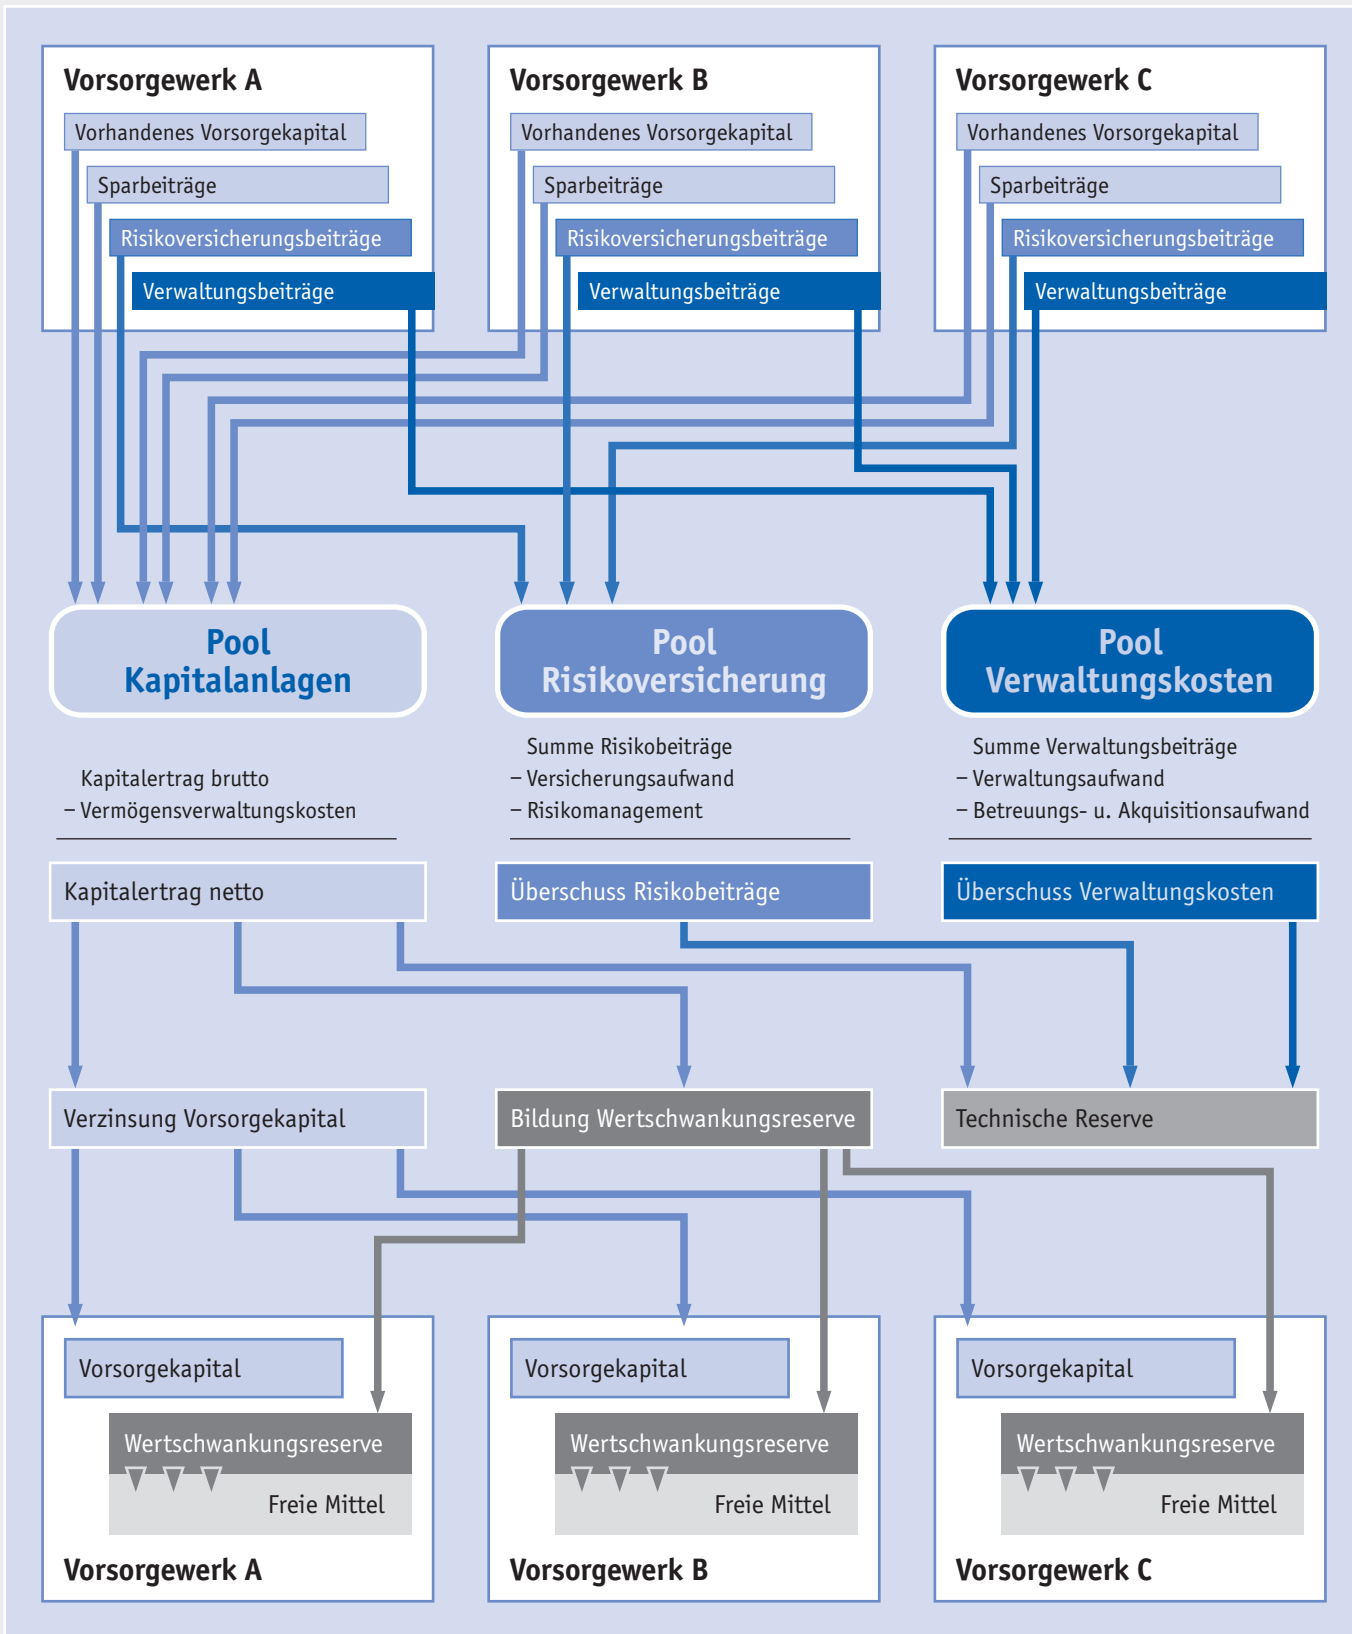 Vorsorgewerk A
Vorhandenes Vorsorgekapital
Sparbeiträge
Risikoversicherungsbeiträge
Verwaltungsbeiträge
Vorsorgewerk B
Vorhandenes Vorsorgekapital
Sparbeiträge
Risikoversicherungsbeiträge
Verwaltungsbeiträge
Vorsorgewerk C
Vorhandenes Vorsorgekapital
Sparbeiträge
Risikoversicherungsbeiträge
Verwaltungsbeiträge
Pool
Kapitalanlagen
Pool
Risikoversicherung
Pool
Verwaltungskosten
Kapitalertrag brutto
– Vermögensverwaltungskosten
Summe Risikobeiträge
– Versicherungsaufwand
– Risikomanagement
Summe Verwaltungsbeiträge
– Verwaltungsaufwand
– Betreuungs- u. Akquisitionsaufwand
Kapitalertrag netto
Überschuss Risikobeiträge
Überschuss Verwaltungskosten
Verzinsung Vorsorgekapital
Bildung Wertschwankungsreserve
Technische Reserve
Vorsorgekapital
Wertschwankungsreserve
Freie Mittel
Vorsorgewerk A
Vorsorgekapital
Wertschwankungsreserve
Freie Mittel
Vorsorgewerk B
Vorsorgekapital
Wertschwankungsreserve
Freie Mittel
Vorsorgewerk C